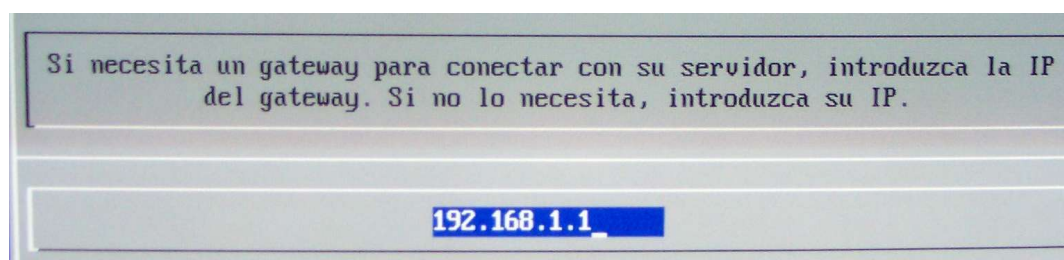 Si necesita un gateway para conectar con su servidor, introduzca la IP
del gateway. Si no lo necesita, introduzca su IP.
192.168.1.1_